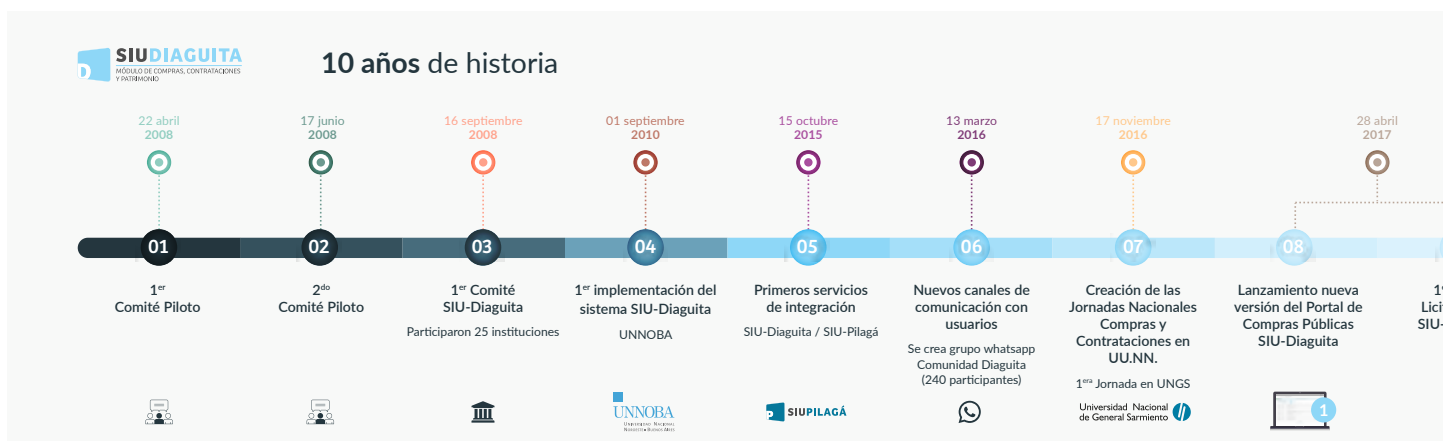 SIUDIAGUITA
MÓDULO DE COMPRAS, CONTRATACIONES
Y PATRIMONIO
10 años de historia
22 abril
2008
17 junio
2008
16 septiembre
2008
01 septiembre
2010
15 octubre
2015
13 marzo
2016
17 noviembre
2016
28 abril
2017
01
02
03
04
05
06
07
08
1er
Comité Piloto
2do
Comité Piloto
1er Comité
SIU-Diaguita
Participaron 25 instituciones
1er implementación del
sistema SIU-Diaguita
UNNOBA
UNNOBA
Universidad Nacional
Noroeste • Buenos Aires
Primeros servicios
de integración
SIU-Diaguita / SIU-Pilagá
SIUPILAGÁ
Nuevos canales de
comunicación con
usuarios
Se crea grupo whatsapp
Comunidad Diaguita
(240 participantes)
Creación de las
Jornadas Nacionales
Compras y
Contrataciones en
UU.NN.
1era Jornada en UNGS
Universidad Nacional
de General Sarmiento
Lanzamiento nueva
versión del Portal de
Compras Públicas
SIU-Diaguita
1